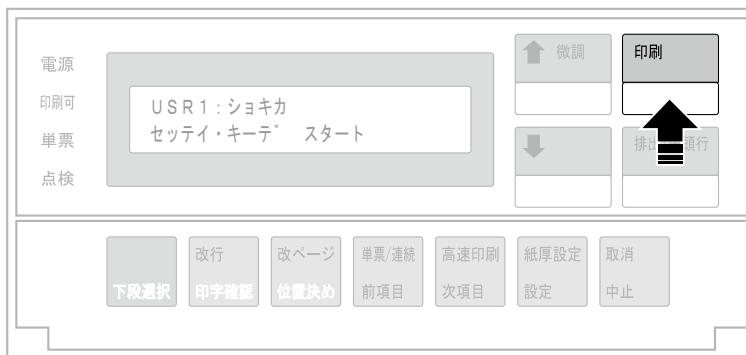 電源
印刷可
単票
点検
USR1:ショキカ
セッテイ・キーデ゛ スタート
微調
印刷
排出 頭行
下段選択
改行
印字確認
改ページ
位置決め
単票/連続
前項目
高速印刷
次項目
紙厚設定
設定
取消
中止